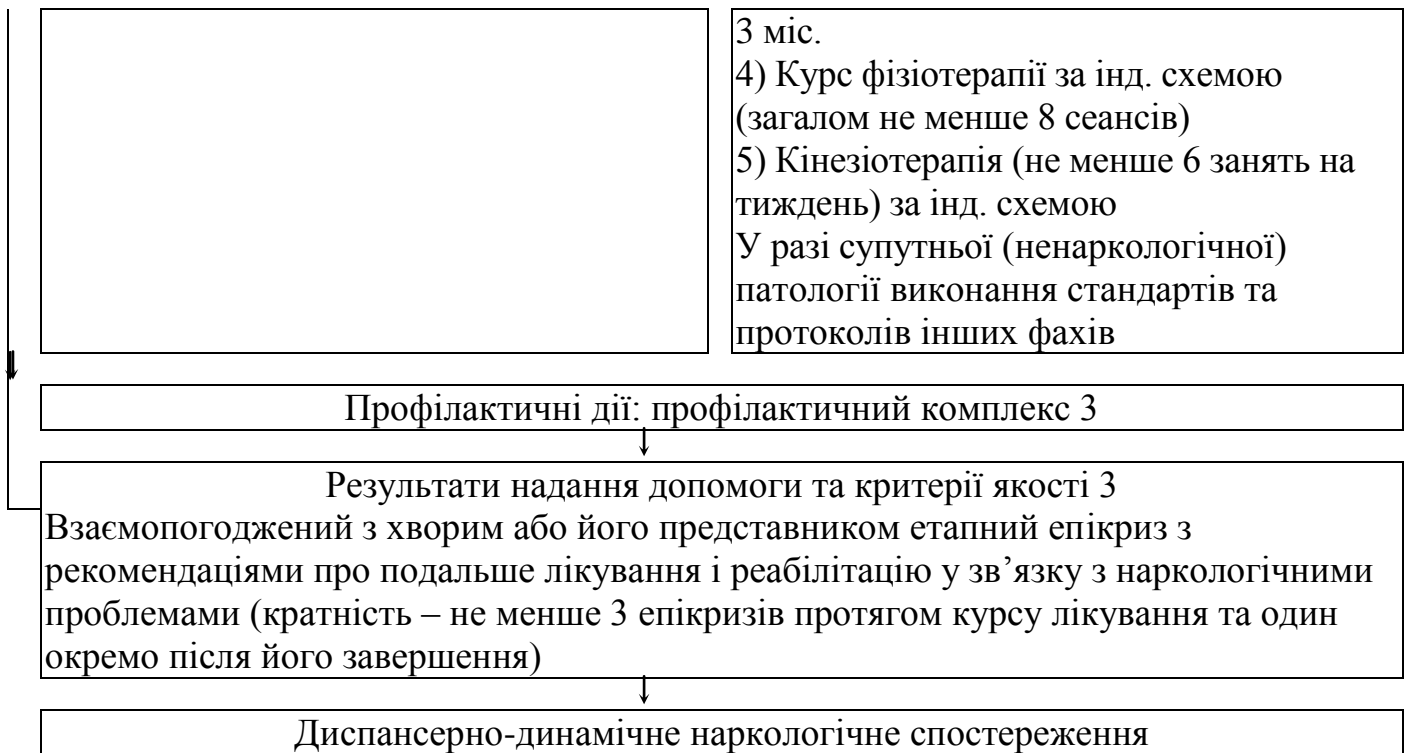 3 міс.
4) Курс фізіотерапії за інд. схемою
(загалом не менше 8 сеансів)
5) Кінезіотерапія (не менше 6 занять на
тиждень) за інд. схемою
У разі супутньої (ненаркологічної)
патології виконання стандартів та
протоколів інших фахів
Профілактичні дії: профілактичний комплекс 3
Результати надання допомоги та критерії якості 3
Взаємопогоджений з хворим або його представником етапний епікриз з
рекомендаціями про подальше лікування і реабілітацію у зв’язку з наркологічними
проблемами (кратність – не менше 3 епікризів протягом курсу лікування та один
окремо після його завершення)
Диспансерно-динамічне наркологічне спостереження